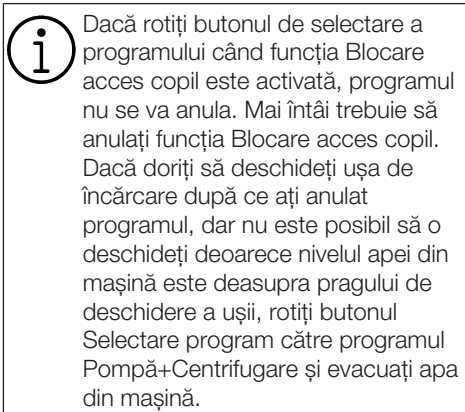 Dacă rotiți butonul de selectare a
programului când funcția Blocare
acces copil este activată, programul
nu se va anula. Mai întâi trebuie să
anulați funcția Blocare acces copil.
Dacă doriți să deschideți ușa de
încărcare după ce ați anulat
programul, dar nu este posibil să o
deschideți deoarece nivelul apei din
mașină este deasupra pragului de
deschidere a ușii, rotiți butonul
Selectare program către programul
Pompă+Centrifugare și evacuați apa
din mașină.